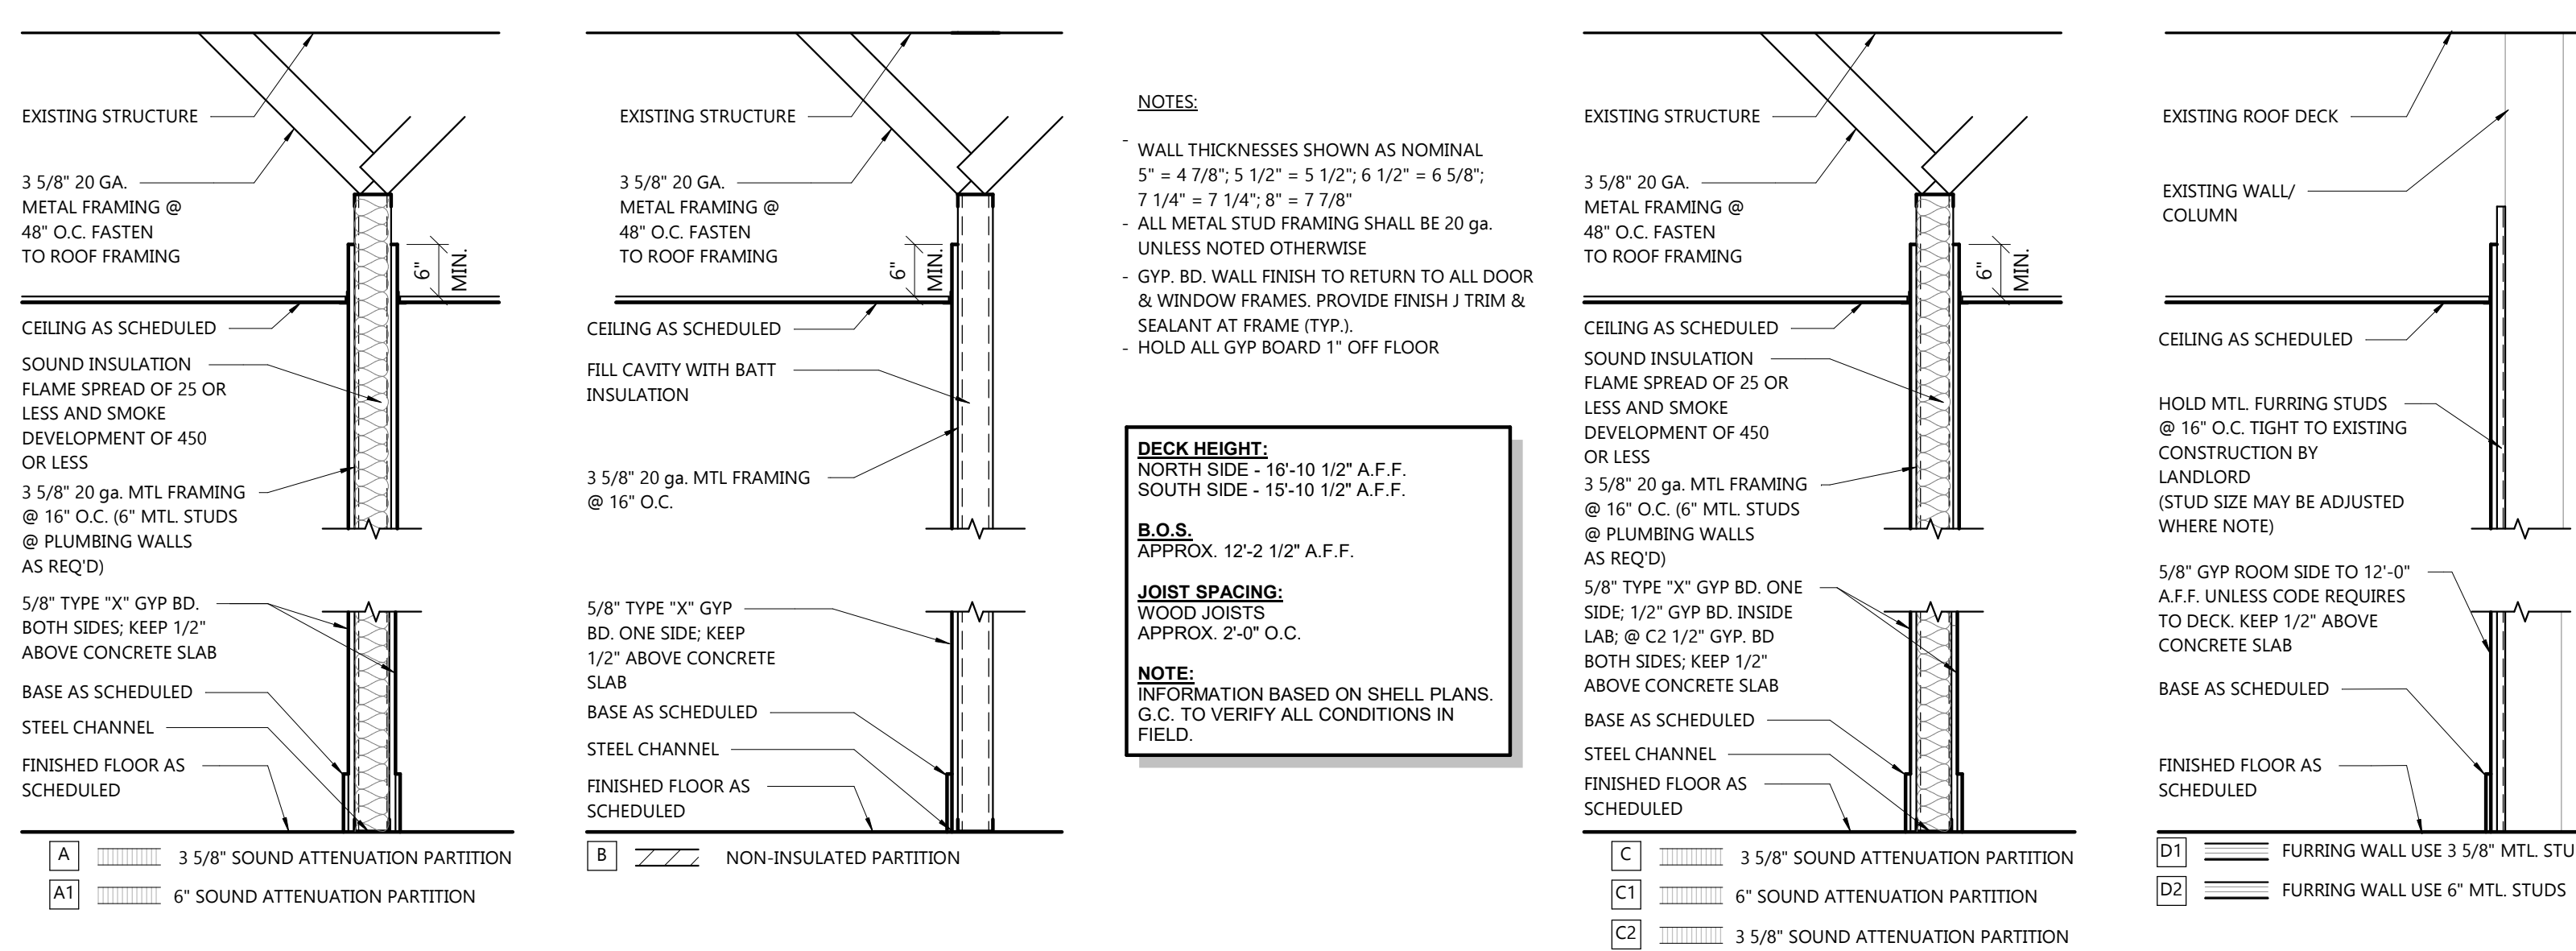 EXISTING STRUCTURE
3 5/8" 20 GA.
METAL FRAMING @
48" O.C. FASTEN
TO ROOF FRAMING
6"
MIN.
CEILING AS SCHEDULED
SOUND INSULATION
FLAME SPREAD OF 25 OR
LESS AND SMOKE
DEVELOPMENT OF 450
OR LESS
3 5/8" 20 ga. MTL FRAMING
@ 16" O.C. (6" MTL. STUDS
@ PLUMBING WALLS
AS REQ'D)
5/8" TYPE "X" GYP BD.
BOTH SIDES; KEEP 1/2"
ABOVE CONCRETE SLAB
BASE AS SCHEDULED
STEEL CHANNEL
FINISHED FLOOR AS
SCHEDULED
A
3 5/8" SOUND ATTENUATION PARTITION
A1
6" SOUND ATTENUATION PARTITION
EXISTING STRUCTURE
3 5/8" 20 GA.
METAL FRAMING @
48" O.C. FASTEN
TO ROOF FRAMING
6"
MIN.
CEILING AS SCHEDULED
FILL CAVITY WITH BATT
INSULATION
3 5/8" 20 ga. MTL FRAMING
@ 16" O.C.
5/8" TYPE "X" GYP
BD. ONE SIDE; KEEP
1/2" ABOVE CONCRETE
SLAB
BASE AS SCHEDULED
STEEL CHANNEL
FINISHED FLOOR AS
SCHEDULED
B
NON-INSULATED PARTITION
NOTES:
- WALL THICKNESSES SHOWN AS NOMINAL
5" = 4 7/8"; 5 1/2" = 5 1/2"; 6 1/2" = 6 5/8";
7 1/4" = 7 1/4"; 8" = 7 7/8"
- ALL METAL STUD FRAMING SHALL BE 20 ga.
UNLESS NOTED OTHERWISE
- GYP. BD. WALL FINISH TO RETURN TO ALL DOOR
& WINDOW FRAMES. PROVIDE FINISH J TRIM &
SEALANT AT FRAME (TYP.).
- HOLD ALL GYP BOARD 1" OFF FLOOR
DECK HEIGHT:
NORTH SIDE - 16'-10 1/2" A.F.F.
SOUTH SIDE - 15'-10 1/2" A.F.F.
B.O.S.
APPROX. 12'-2 1/2" A.F.F.
JOIST SPACING:
WOOD JOISTS
APPROX. 2'-0" O.C.
NOTE:
INFORMATION BASED ON SHELL PLANS.
G.C. TO VERIFY ALL CONDITIONS IN
FIELD.
EXISTING STRUCTURE
3 5/8" 20 GA.
METAL FRAMING @
48" O.C. FASTEN
TO ROOF FRAMING
6"
MIN.
CEILING AS SCHEDULED
SOUND INSULATION
FLAME SPREAD OF 25 OR
LESS AND SMOKE
DEVELOPMENT OF 450
OR LESS
3 5/8" 20 ga. MTL FRAMING
@ 16" O.C. (6" MTL. STUDS
@ PLUMBING WALLS
AS REQ'D)
5/8" TYPE "X" GYP BD. ONE
SIDE; 1/2" GYP BD. INSIDE
LAB; @ C2 1/2" GYP. BD
BOTH SIDES; KEEP 1/2"
ABOVE CONCRETE SLAB
BASE AS SCHEDULED
STEEL CHANNEL
FINISHED FLOOR AS
SCHEDULED
C
3 5/8" SOUND ATTENUATION PARTITION
C1
6" SOUND ATTENUATION PARTITION
C2
3 5/8" SOUND ATTENUATION PARTITION
EXISTING ROOF DECK
EXISTING WALL/
COLUMN
CEILING AS SCHEDULED
HOLD MTL. FURRING STUDS
@ 16" O.C. TIGHT TO EXISTING
CONSTRUCTION BY
LANDLORD
(STUD SIZE MAY BE ADJUSTED
WHERE NOTE)
5/8" GYP ROOM SIDE TO 12'-0"
A.F.F. UNLESS CODE REQUIRES
TO DECK. KEEP 1/2" ABOVE
CONCRETE SLAB
BASE AS SCHEDULED
FINISHED FLOOR AS
SCHEDULED
D1
FURRING WALL USE 3 5/8" MTL. STU
D2
FURRING WALL USE 6" MTL. STUDS